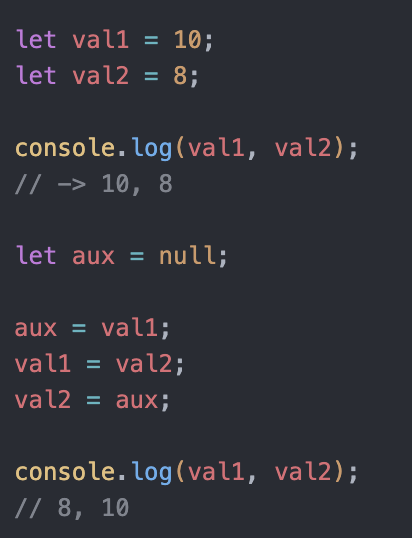 let val1 = 10;
let val2 = 8;
console.log(val1, val2);
// -> 10, 8
let aux = null;
aux = val1;
val1 = val2;
val2 = aux;
console.log(val1, val2);
// 8, 10